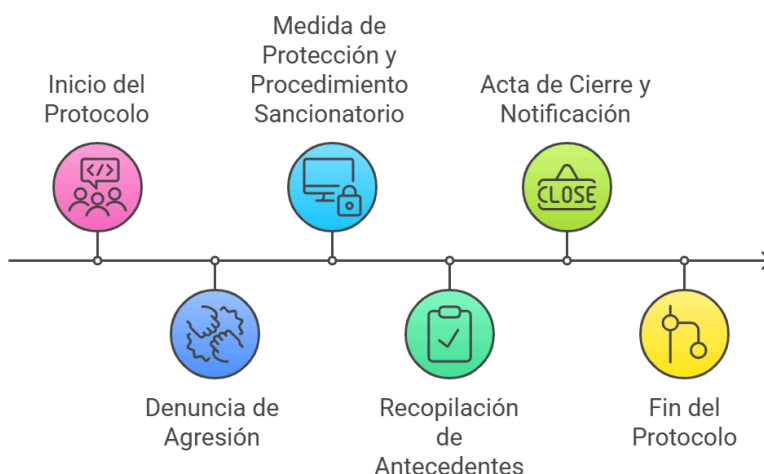 Inicio del
Protocolo
Denuncia de
Agresión
Medida de
Protección y
Procedimiento
Sancionatorio
Recopilación
de
Antecedentes
Acta de Cierre y
Notificación
CLOSE
Fin del
Protocolo